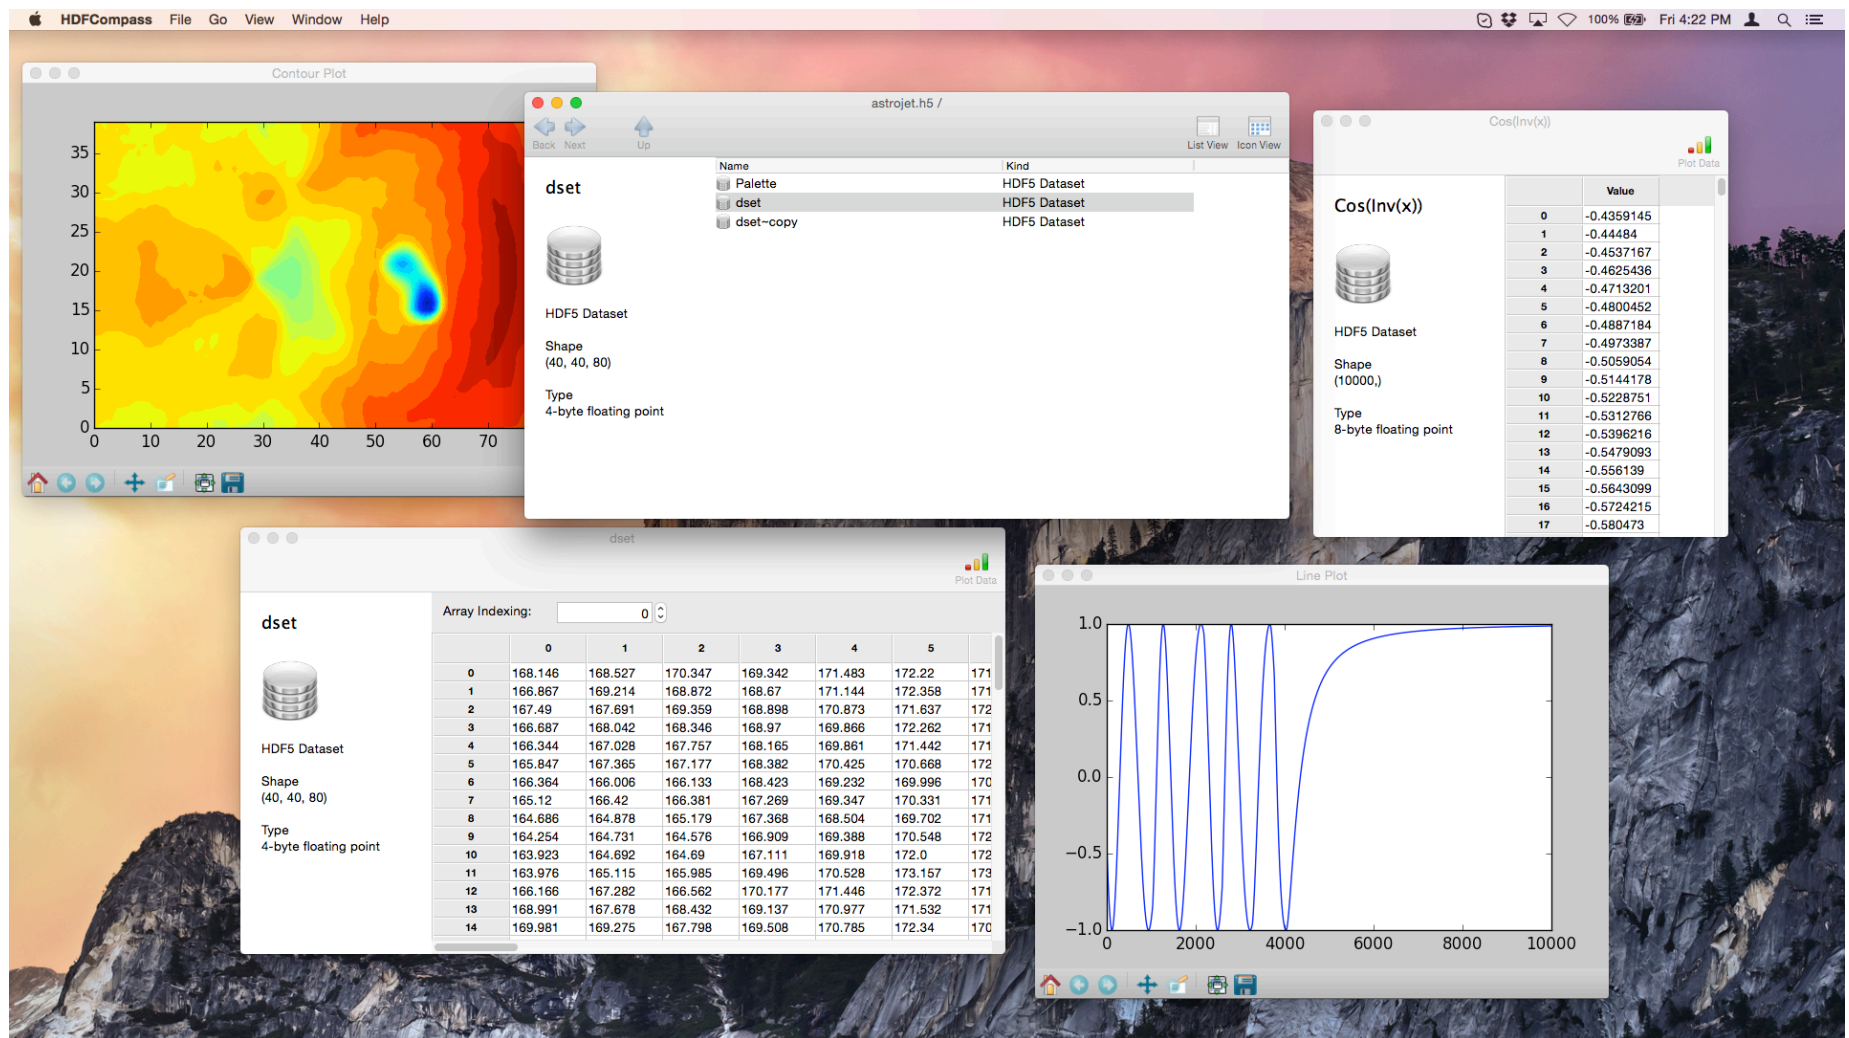 HDFCompass File Go View Window Help 100% Fri 4:22 PM
Contour Plot
35
30
25
20
15
10
5
0
0 10 20 30 40 50 60 70
astrojet.h5 /
Back Next Up List View Icon View
dset
HDF5 Dataset
Shape
(40, 40, 80)
Type
4-byte floating point
Name Kind
Palette HDF5 Dataset
dset HDF5 Dataset
dset~copy HDF5 Dataset
Cos(Inv(x))
Plot Data
Cos(Inv(x))
HDF5 Dataset
Shape
(10000,)
Type
8-byte floating point
Value
0 -0.4359145
1 -0.44484
2 -0.4537167
3 -0.4625436
4 -0.4713201
5 -0.4800452
6 -0.4887184
7 -0.4973387
8 -0.5059054
9 -0.5144178
10 -0.5228751
11 -0.5312766
12 -0.5396216
13 -0.5479093
14 -0.556139
15 -0.5643099
16 -0.5724215
17 -0.580473
dset
Plot Data
dset
HDF5 Dataset
Shape
(40, 40, 80)
Type
4-byte floating point
Array Indexing: 0
0 1 2 3 4 5
0 168.146 168.527 170.347 169.342 171.483 172.22 171
1 166.867 169.214 168.872 168.67 171.144 172.358 171
2 167.49 167.691 169.359 168.898 170.873 171.637 172
3 166.687 168.042 168.346 168.97 169.866 172.262 171
4 166.344 167.028 167.757 168.165 169.861 171.442 171
5 165.847 167.365 167.177 168.382 170.425 170.668 172
6 166.364 166.006 166.133 168.423 169.232 169.996 170
7 165.12 166.42 166.381 167.269 169.347 170.331 171
8 164.686 164.878 165.179 167.368 168.504 169.702 171
9 164.254 164.731 164.576 166.909 169.388 170.548 172
10 163.923 164.692 164.69 167.111 169.918 172.0 172
11 163.976 165.115 165.985 169.496 170.528 173.157 173
12 166.166 167.282 166.562 170.177 171.446 172.372 171
13 168.991 167.678 168.432 169.137 170.977 171.532 171
14 169.981 169.275 167.798 169.508 170.785 172.34 170
Line Plot
1.0
0.5
0.0
−0.5
−1.0
0 2000 4000 6000 8000 10000